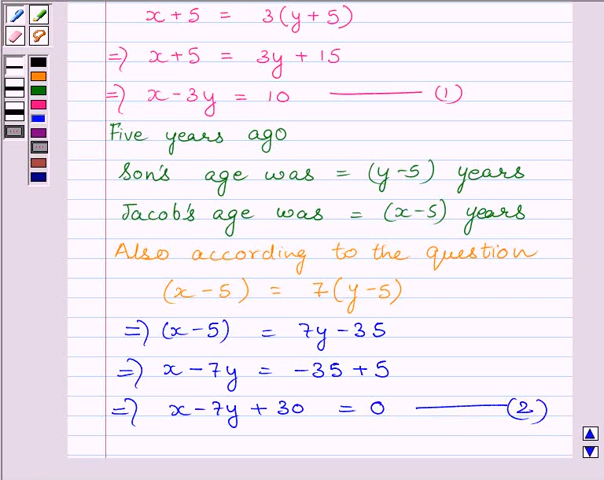 x + 5 = 3(y + 5)
⇒ x + 5 = 3y + 15
⇒ x - 3y = 10 ——— (1)
Five years ago
Son's age was = (y - 5) years
Jacob's age was = (x - 5) years
Also according to the question
(x - 5) = 7(y - 5)
⇒ (x - 5) = 7y - 35
⇒ x - 7y = -35 + 5
⇒ x - 7y + 30 = 0 ——— (2)